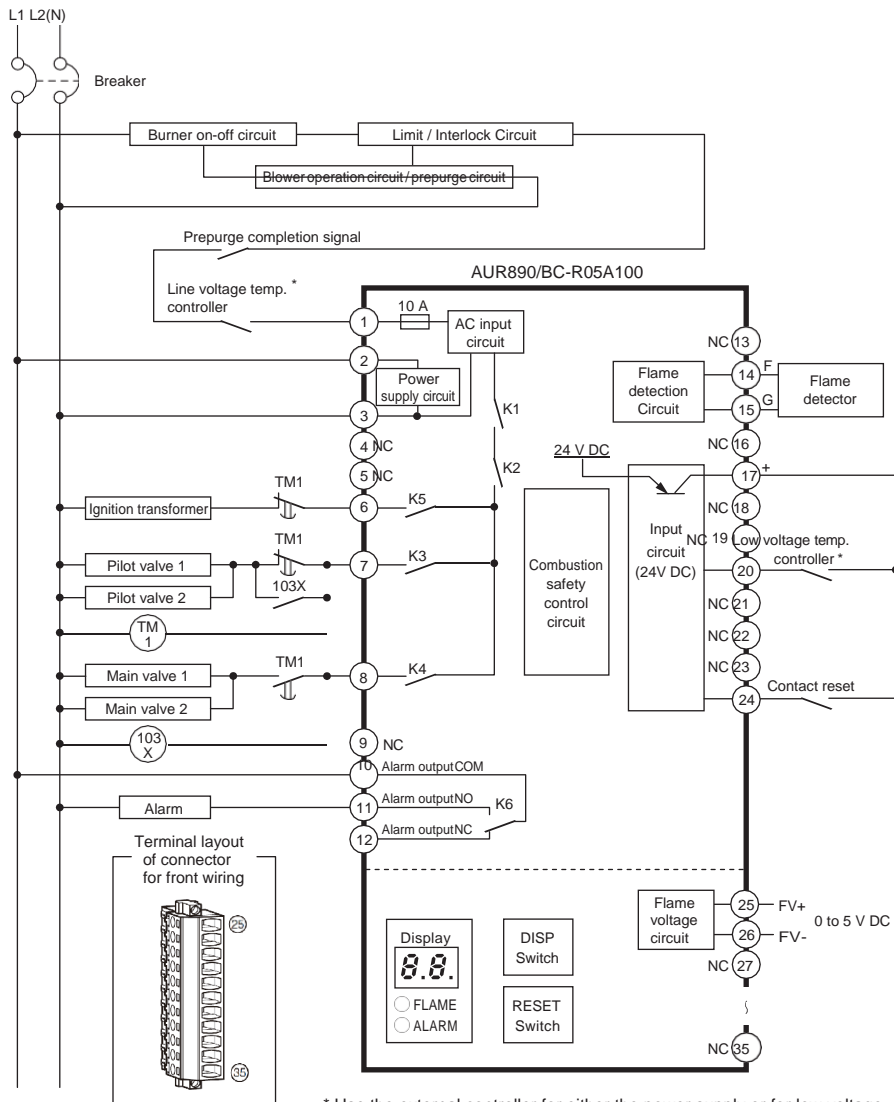 L1 L2(N)
Breaker
Burner on-off circuit
Limit / Interlock Circuit
Blower operation circuit / prepurge circuit
Prepurge completion signal
AUR890/BC-R05A100
Line voltage temp. *
controller
1
10 A
AC input
circuit
2
Power
supply circuit
3
4 NC
5 NC
K1
K2
Ignition transformer
TM1
6
K5
Pilot valve 1
Pilot valve 2
TM1
103X
7
K3
TM
1
Main valve 1
Main valve 2
TM1
8
K4
103
X
9 NC
10 Alarm output COM
Alarm
11 Alarm output NO
K6
12 Alarm output NC
NC 13
Flame
detection
Circuit
14 F
15 G
Flame
detector
NC 16
24 V DC
17 +
NC 18
NC 19 Low voltage temp.
controller *
Input
circuit
(24V DC)
20
Combustion
safety
control
circuit
NC 21
NC 22
NC 23
24
Contact reset
Terminal layout
of connector
for front wiring
25
35
Display
8.8.
FLAME
ALARM
DISP
Switch
RESET
Switch
Flame
voltage
circuit
25 FV+
26 FV-
0 to 5 V DC
NC 27
NC 35